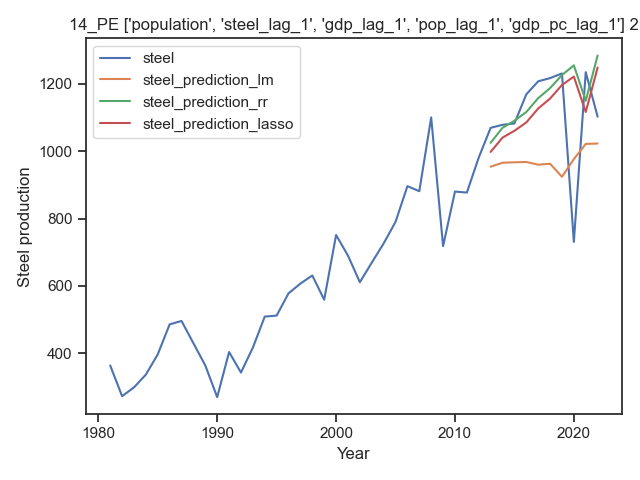 14_PE ['population', 'steel_lag_1', 'gdp_lag_1', 'pop_lag_1', 'gdp_pc_lag_1'] 2
steel
steel_prediction_lm
steel_prediction_rr
steel_prediction_lasso
1200
1000
800
600
400
Steel production
1980
1990
2000
2010
2020
Year